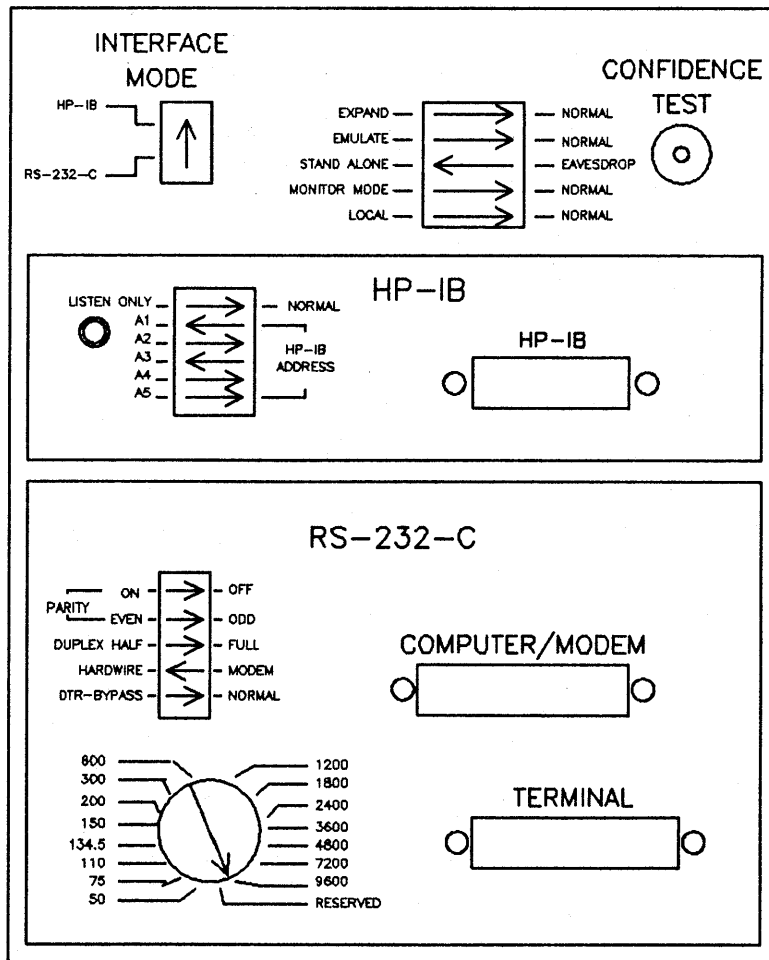 INTERFACE
MODE
HP-IB
RS-232-C
CONFIDENCE
TEST
EXPAND
NORMAL
EMULATE
NORMAL
STAND ALONE
EAVESDROP
MONITOR MODE
NORMAL
LOCAL
NORMAL
HP-IB
LISTEN ONLY
NORMAL
A1
A2
A3
A4
A5
HP-IB
ADDRESS
HP-IB
RS-232-C
PARITY
ON
OFF
EVEN
ODD
DUPLEX HALF
FULL
HARDWIRE
MODEM
DTR-BYPASS
NORMAL
COMPUTER/MODEM
800
300
200
150
134.5
110
75
50
1200
1800
2400
3600
4800
7200
9600
RESERVED
TERMINAL